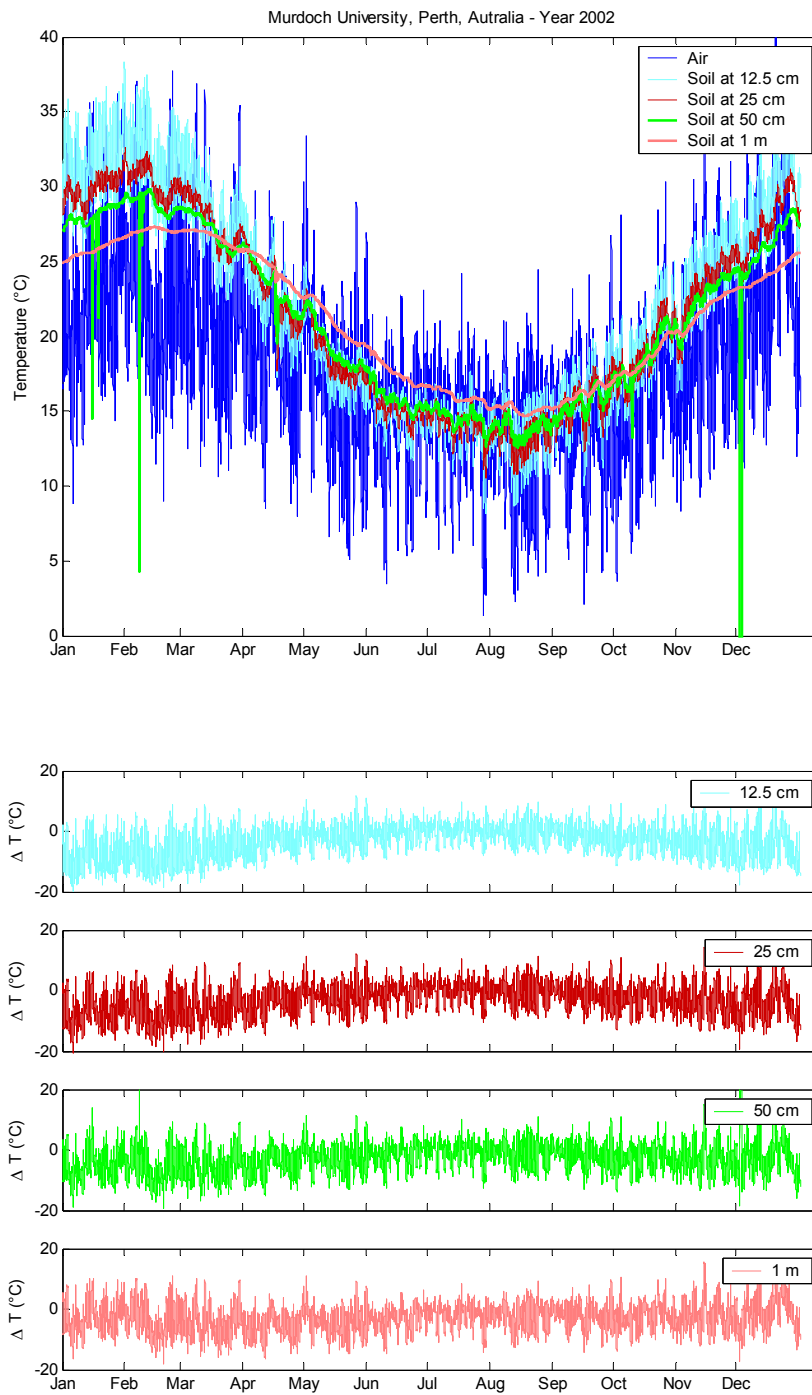 Murdoch University, Perth, Autralia - Year 2002
40
35
30
25
20
15
10
5
0
Temperature (°C)
Air
Soil at 12.5 cm
Soil at 25 cm
Soil at 50 cm
Soil at 1 m
Jan Feb Mar Apr May Jun Jul Aug Sep Oct Nov Dec
20
0
-20
Δ T (°C)
12.5 cm
20
0
-20
Δ T (°C)
25 cm
20
0
-20
Δ T (°C)
50 cm
20
0
-20
Δ T (°C)
1 m
Jan Feb Mar Apr May Jun Jul Aug Sep Oct Nov Dec